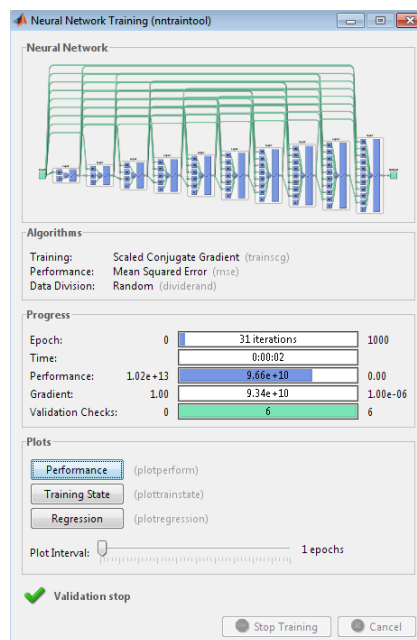 Neural Network Training (nntraintool)
Neural Network
Algorithms
Training: Scaled Conjugate Gradient (trainscg)
Performance: Mean Squared Error (mse)
Data Division: Random (dividerand)
Progress
Epoch: 0 31 iterations 1000
Time: 0:00:02
Performance: 1.02e+13 9.66e+10 0.00
Gradient: 1.00 9.34e+10 1.00e-06
Validation Checks: 0 6 6
Plots
Performance (plotperform)
Training State (plottrainstate)
Regression (plotregression)
Plot Interval: 1 epochs
Validation stop
Stop Training Cancel